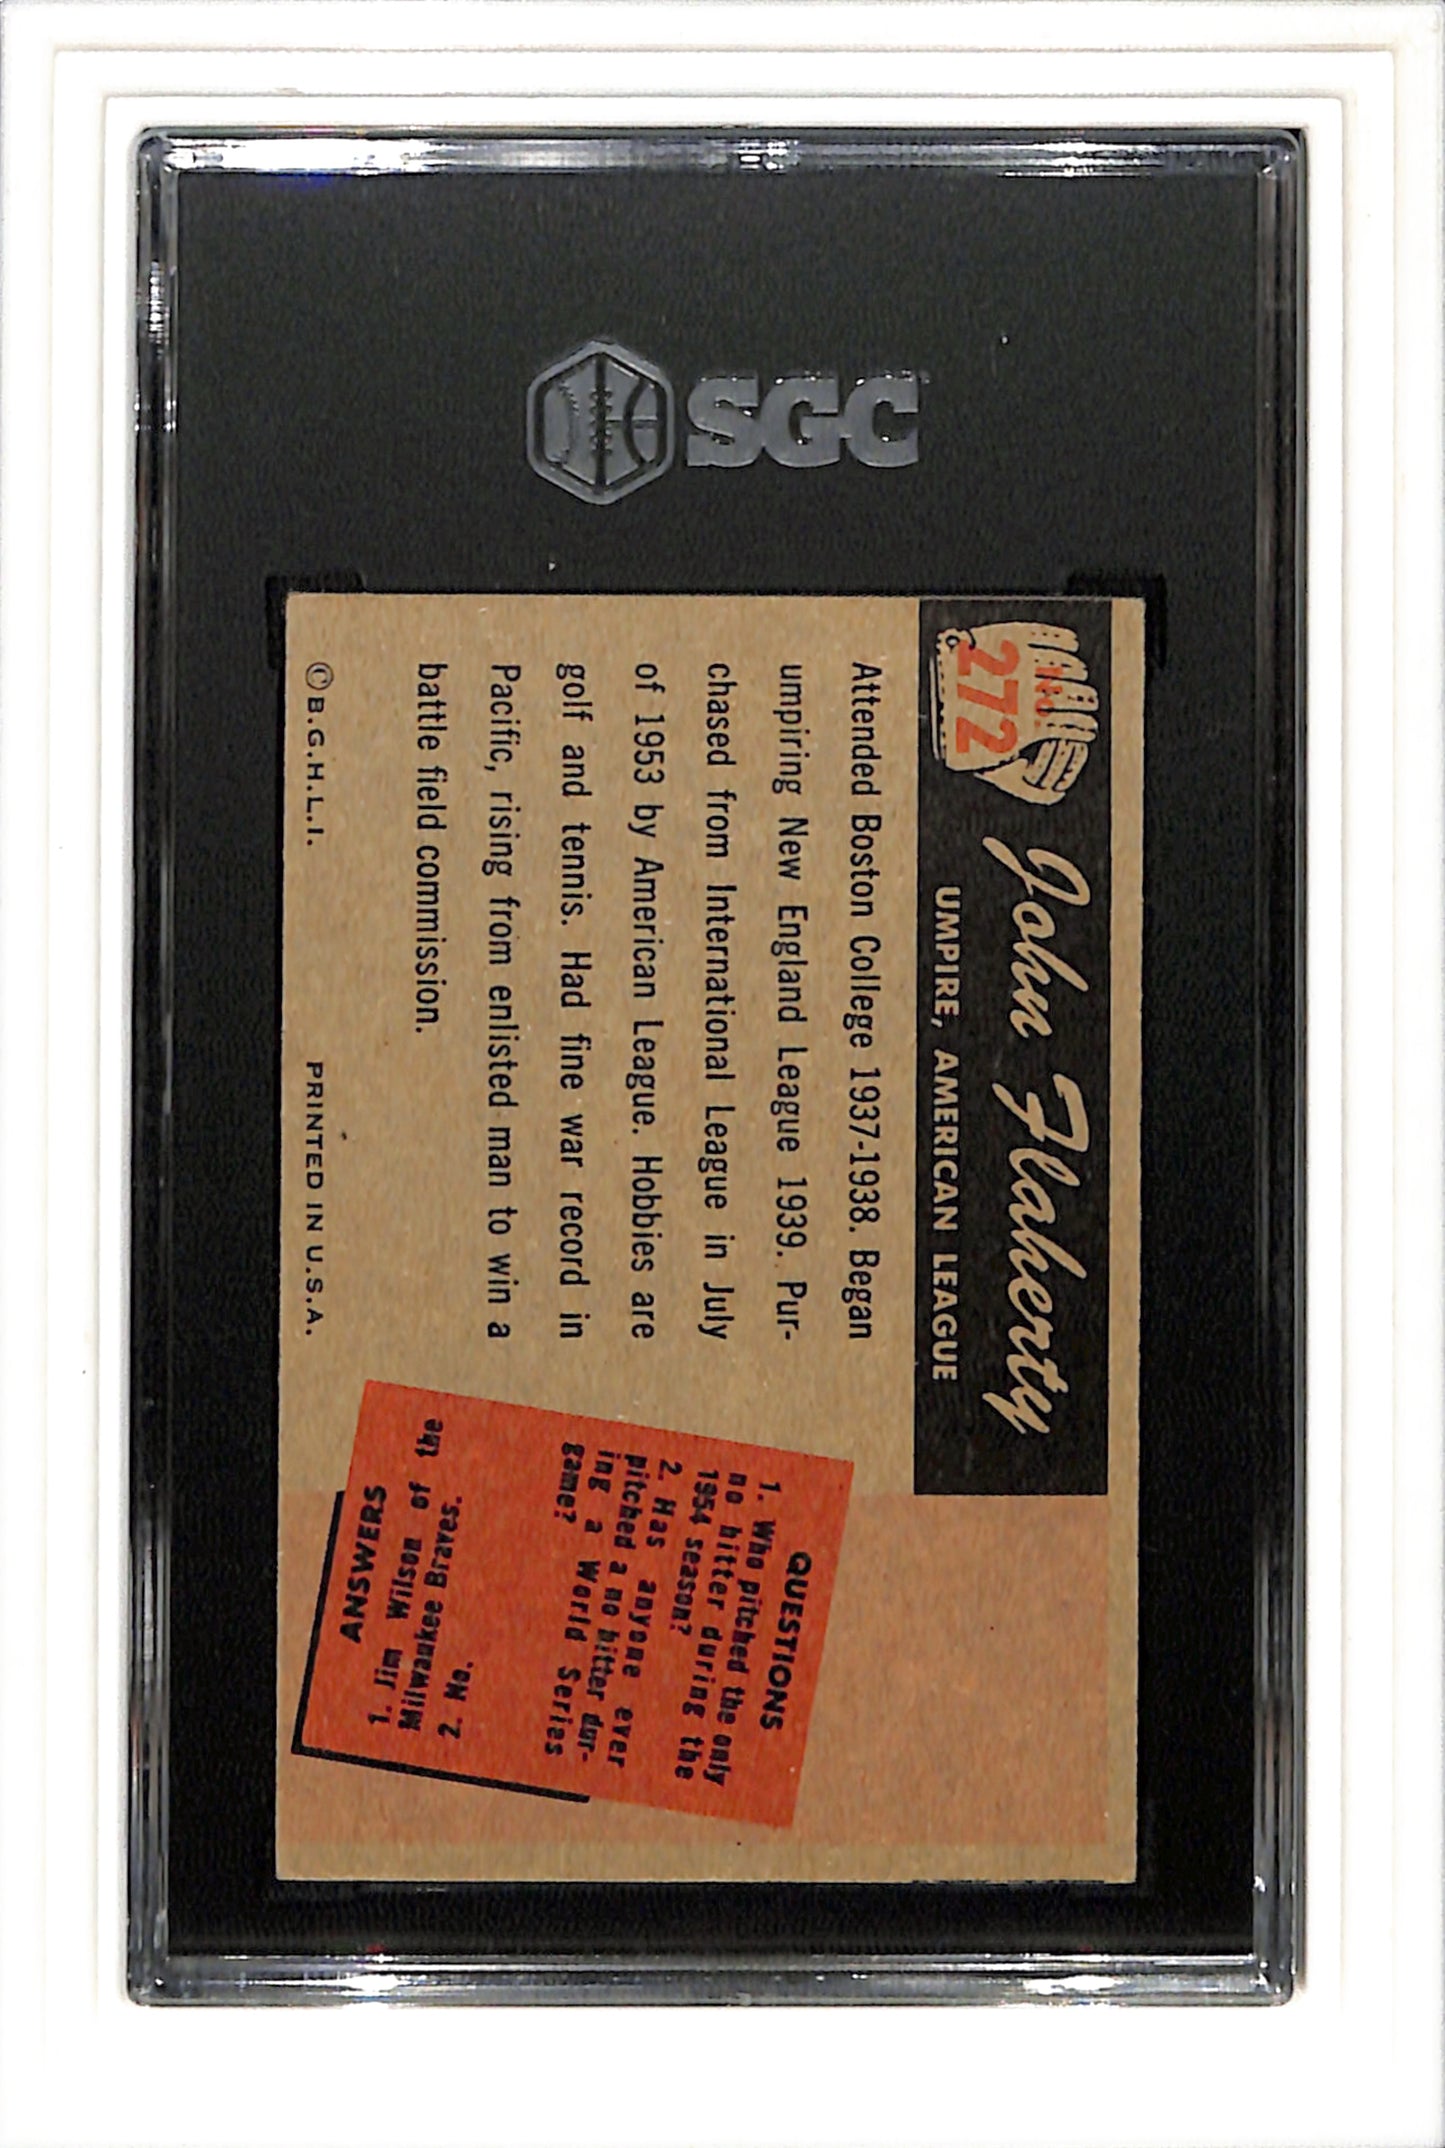 SGC
No.
272
John Flaherty
UMPIRE, AMERICAN LEAGUE
Attended Boston College 1937-1938. Began
umpiring New England League 1939. Pur-
chased from International League in July
of 1953 by American League. Hobbies are
golf and tennis. Had fine war record in
Pacific, rising from enlisted man to win a
battle field commission.
© B.G.H.L.I.
PRINTED IN U.S.A.
QUESTIONS
1. Who pitched the only
no hitter during the
1954 season?
2. Has anyone ever
pitched a no hitter dur-
ing a World Series
game?
ANSWERS
1. Jim Wilson of the
Milwaukee Braves.
2. No.